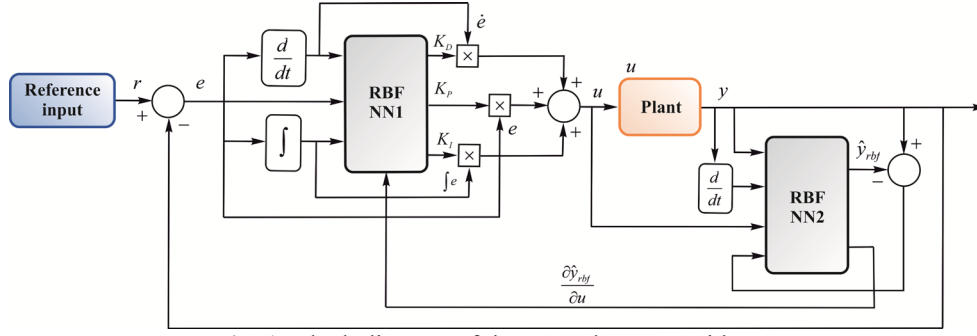 Reference
input
r
+
−
e
d
dt
∫
RBF
NN1
K_D
K_P
K_I
ė
×
×
e
×
∫e
+
+
+
u
u
Plant
y
d
dt
RBF
NN2
ŷ_rbf
+
−
∂ŷ_rbf
∂u